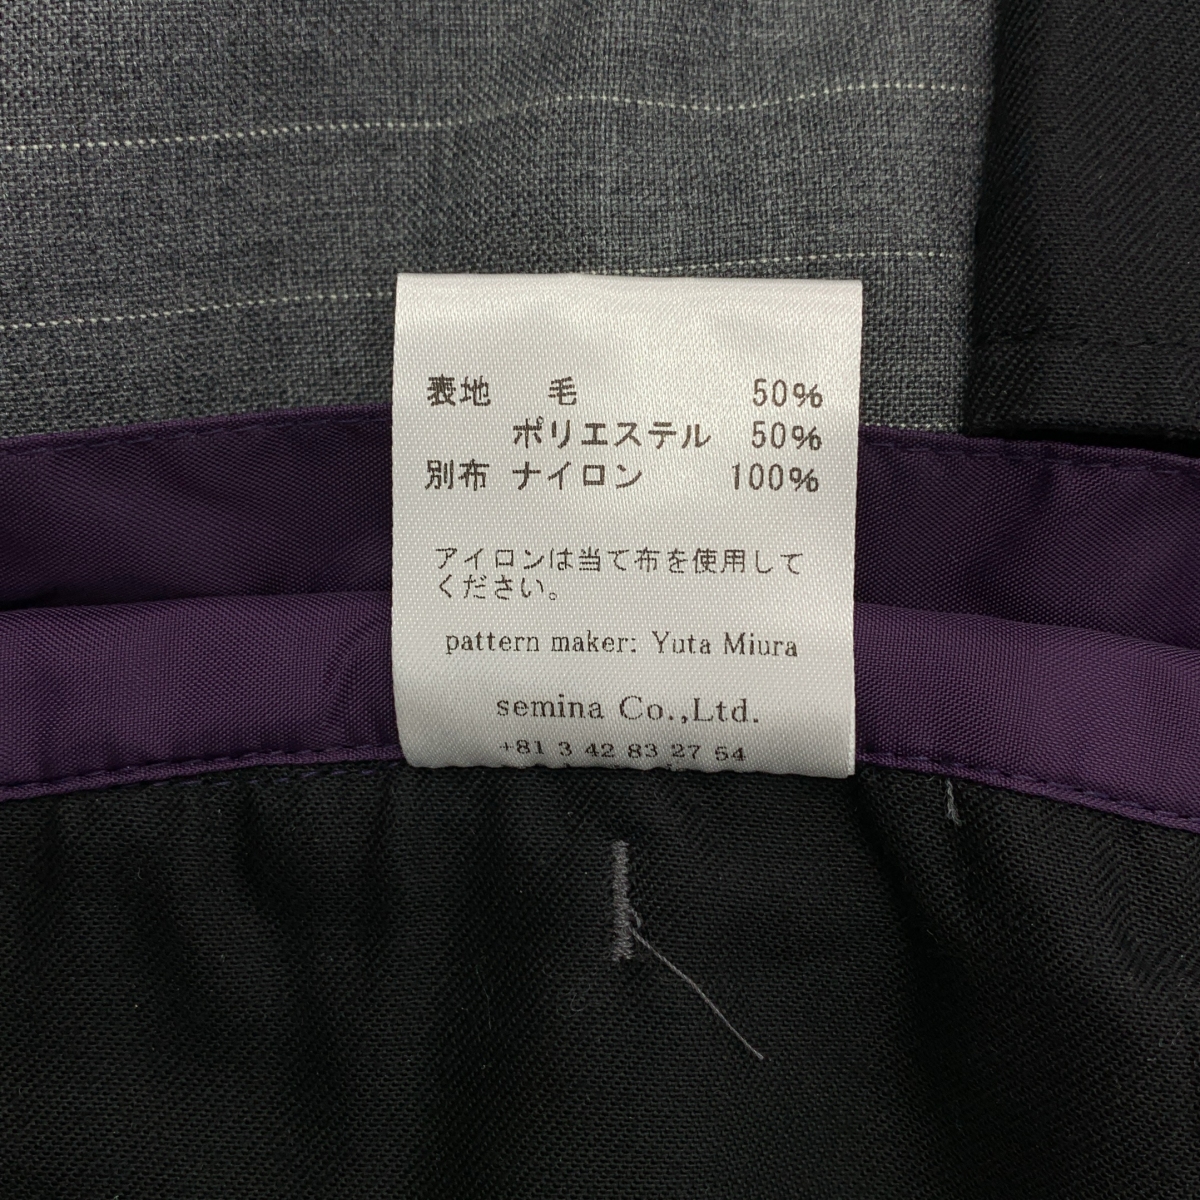 表地 毛 50%
ポリエステル 50%
別布 ナイロン 100%
アイロンは当て布を使用して
ください。
pattern maker: Yuta Miura
semina Co.,Ltd.
+81 3 42 83 27 54